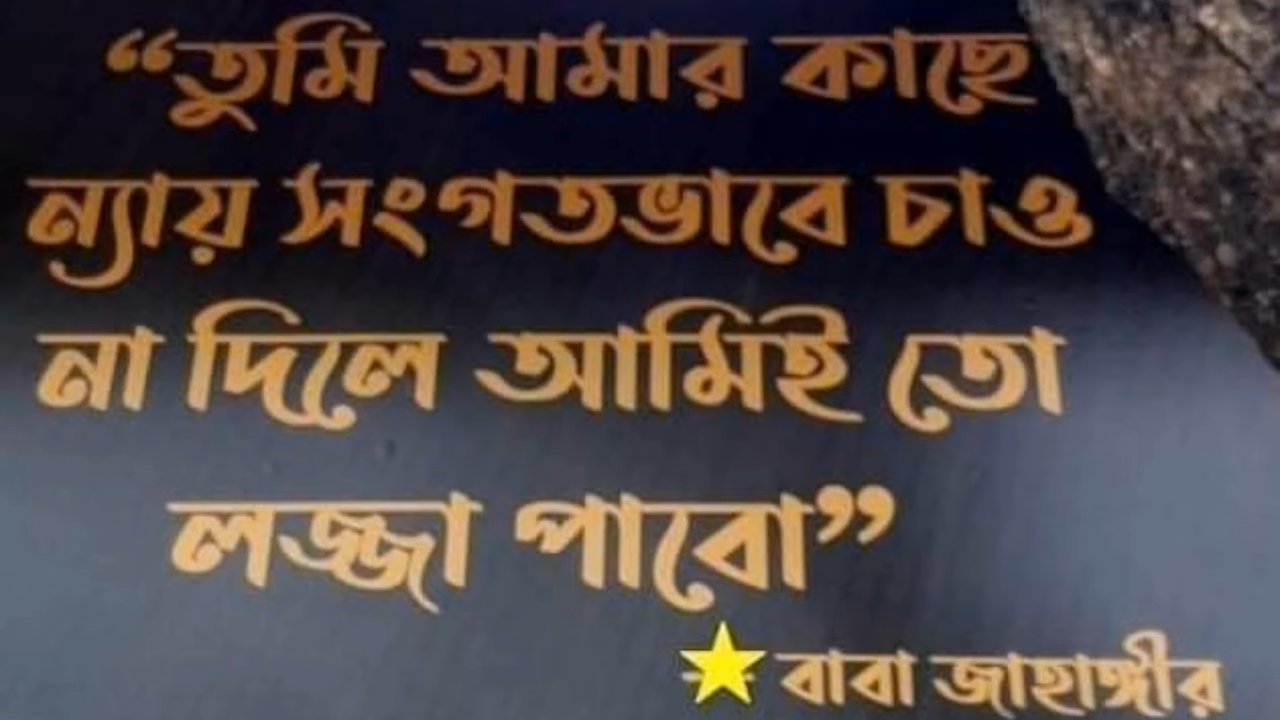 “তুমি আমার কাছে
ন্যায় সংগতভাবে চাও
না দিলে আমিই তো
লজ্জা পাবো”
বাবা জাহাঙ্গীর